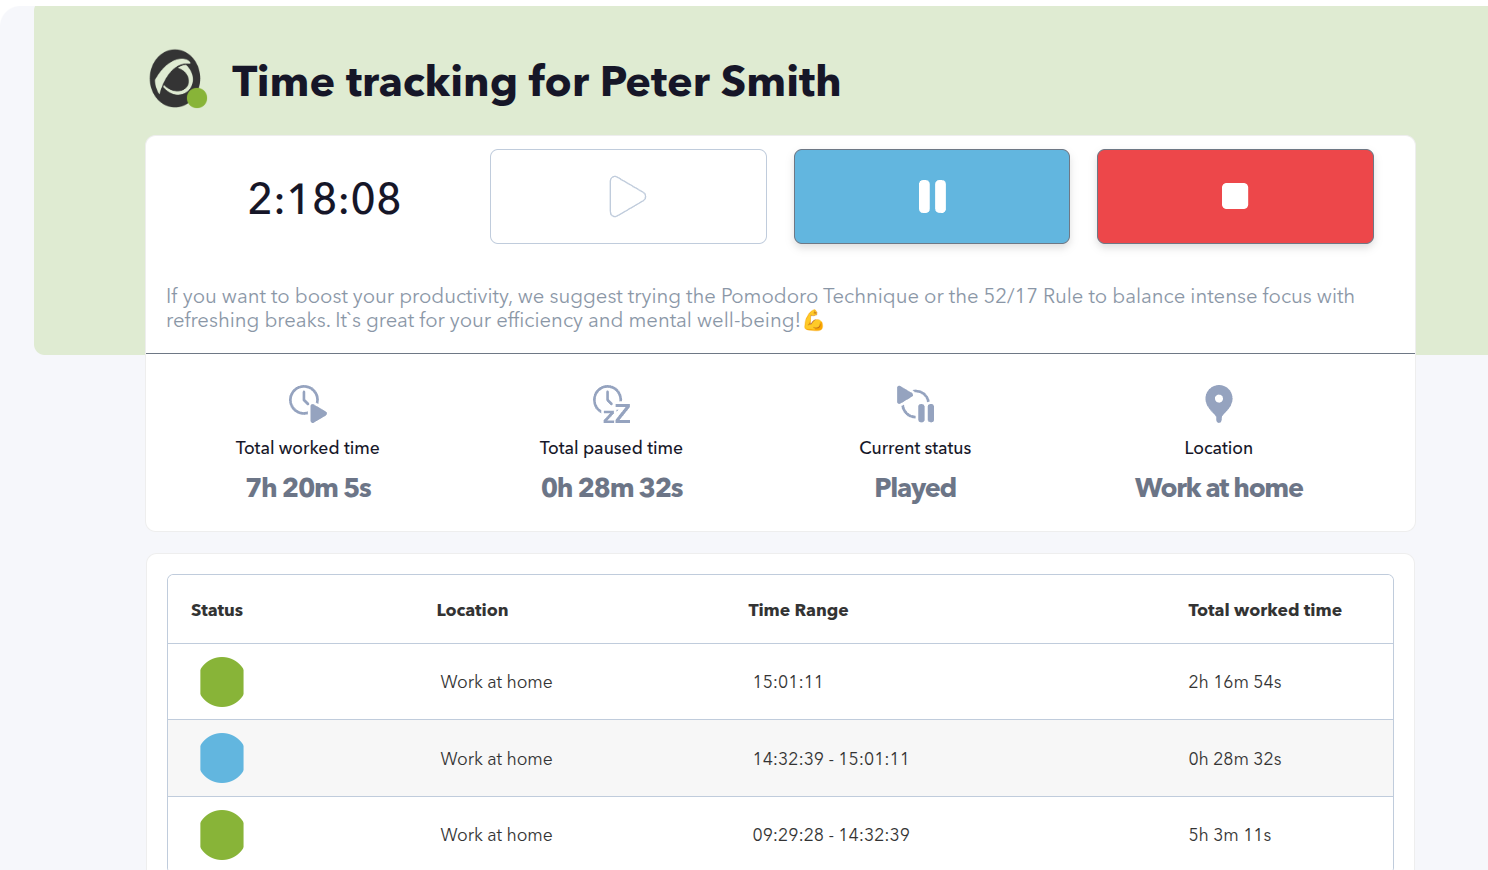 Time tracking for Peter Smith
2:18:08
If you want to boost your productivity, we suggest trying the Pomodoro Technique or the 52/17 Rule to balance intense focus with
refreshing breaks. It`s great for your efficiency and mental well-being!💪
Total worked time
7h 20m 5s
Total paused time
0h 28m 32s
Current status
Played
Location
Work at home
Status Location Time Range Total worked time
Work at home 15:01:11 2h 16m 54s
Work at home 14:32:39 - 15:01:11 0h 28m 32s
Work at home 09:29:28 - 14:32:39 5h 3m 11s